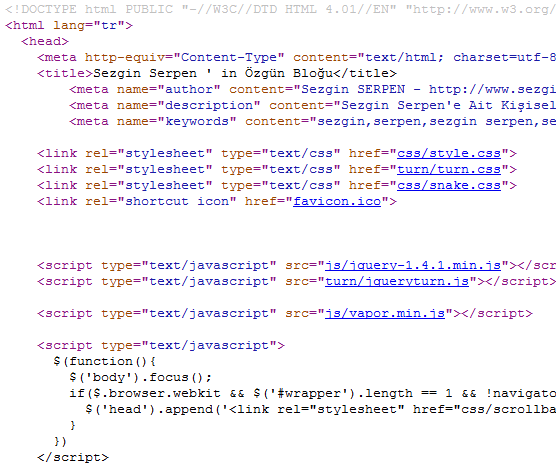 <!DOCTYPE html PUBLIC "-//W3C//DTD HTML 4.01//EN" "http://www.w3.org/
<html lang="tr">
<head>
<meta http-equiv="Content-Type" content="text/html; charset=utf-8
<title>Sezgin Serpen ' in Özgün Bloğu</title>
<meta name="author" content="Sezgin SERPEN - http://www.sezgi
<meta name="description" content="Sezgin Serpen'e Ait Kişisel
<meta name="keywords" content="sezgin,serpen,sezgin serpen,se
<link rel="stylesheet" type="text/css" href="css/style.css">
<link rel="stylesheet" type="text/css" href="turn/turn.css">
<link rel="stylesheet" type="text/css" href="css/snake.css">
<link rel="shortcut icon" href="favicon.ico">
<script type="text/javascript" src="js/jquery-1.4.1.min.js"></scr
<script type="text/javascript" src="turn/jqueryturn.js"></script>
<script type="text/javascript" src="js/vapor.min.js"></script>
<script type="text/javascript">
$(function(){
$('body').focus();
if($.browser.webkit && $('#wrapper').length == 1 && !navigato
$('head').append('<link rel="stylesheet" href="css/scrollba
}
})
</script>